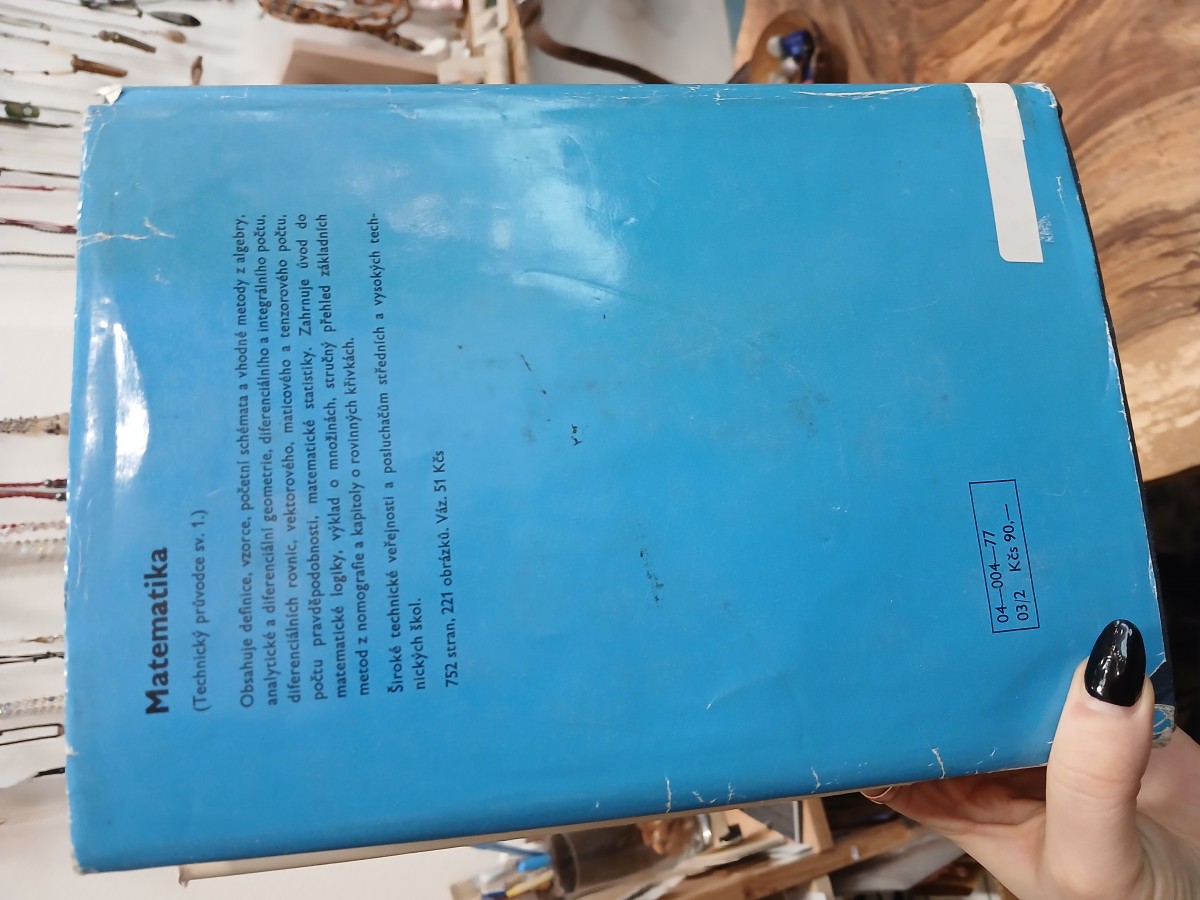 Matematika
(Technický průvodce sv. 1.)
Obsahuje definice, vzorce, početní schémata a vhodné metody z algebry,
analytické a diferenciální geometrie, diferenciálního a integrálního počtu,
diferenciálních rovnic, vektorového, maticového a tenzorového počtu,
počtu pravděpodobnosti, matematické statistiky. Zahrnuje úvod do
matematické logiky, výklad o množinách, stručný přehled základních
metod z nomografie a kapitoly o rovinných křivkách.
Široké technické veřejnosti a posluchačům středních a vysokých tech-
nických škol.
752 stran, 221 obrázků. Váz. 51 Kčs
04—004—77
03/2 Kčs 90,—